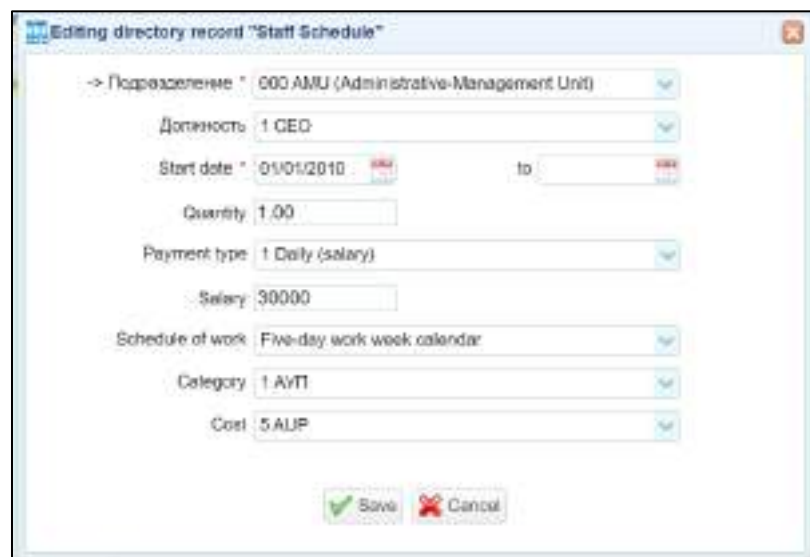 Editing directory record "Staff Schedule"
-> Подразделение * 000 AMU (Administrative-Management Unit)
Должность 1 CEO
Start date * 01/01/2010 to
Quantity 1.00
Payment type 1 Daily (salary)
Salary 30000
Schedule of work Five-day work week calendar
Category 1 АУП
Cost 5 AUP
Save Cancel